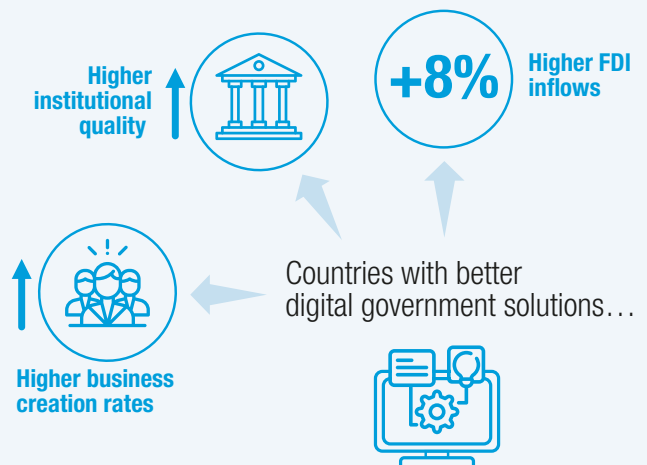 Higher
institutional
quality
+8%
Higher FDI
inflows
Countries with better
digital government solutions…
Higher business
creation rates